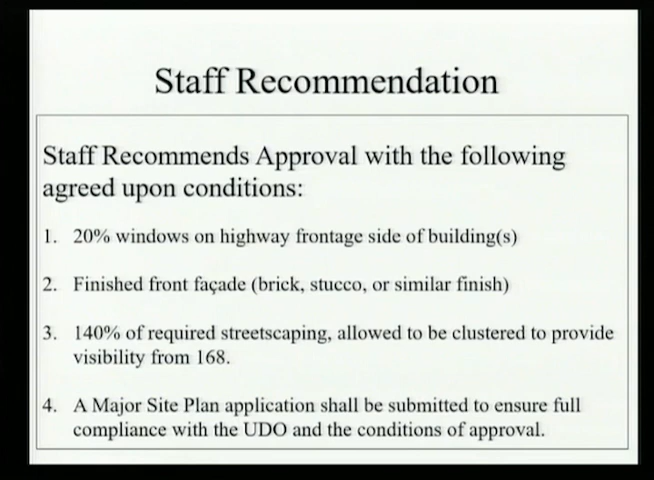 Staff Recommendation
Staff Recommends Approval with the following
agreed upon conditions:
1. 20% windows on highway frontage side of building(s)
2. Finished front façade (brick, stucco, or similar finish)
3. 140% of required streetscaping, allowed to be clustered to provide
visibility from 168.
4. A Major Site Plan application shall be submitted to ensure full
compliance with the UDO and the conditions of approval.